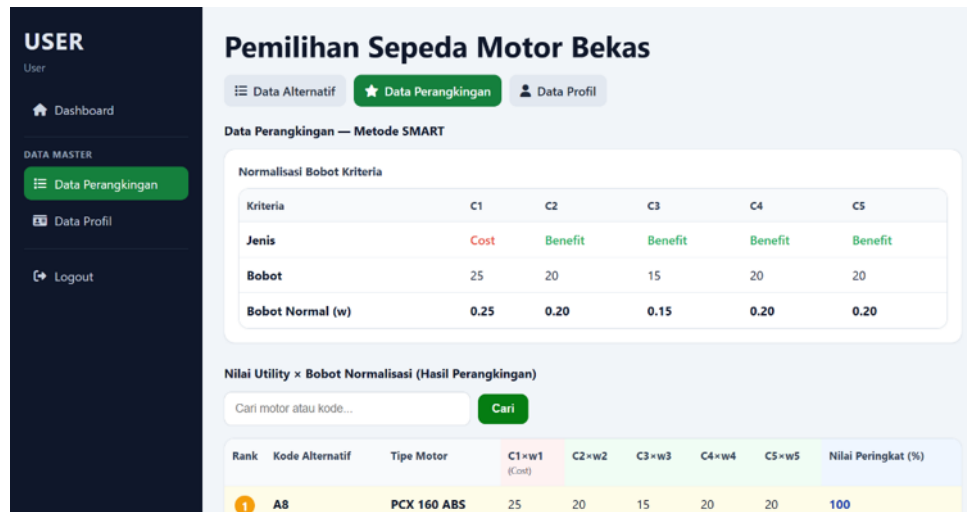 USER
User
Dashboard
DATA MASTER
Data Perangkingan
Data Profil
Logout
Pemilihan Sepeda Motor Bekas
Data Alternatif Data Perangkingan Data Profil
Data Perangkingan — Metode SMART
Normalisasi Bobot Kriteria
Kriteria C1 C2 C3 C4 C5
Jenis Cost Benefit Benefit Benefit Benefit
Bobot 25 20 15 20 20
Bobot Normal (w) 0.25 0.20 0.15 0.20 0.20
Nilai Utility × Bobot Normalisasi (Hasil Perangkingan)
Cari motor atau kode... Cari
Rank Kode Alternatif Tipe Motor C1×w1 C2×w2 C3×w3 C4×w4 C5×w5 Nilai Peringkat (%)
(Cost)
1 A8 PCX 160 ABS 25 20 15 20 20 100